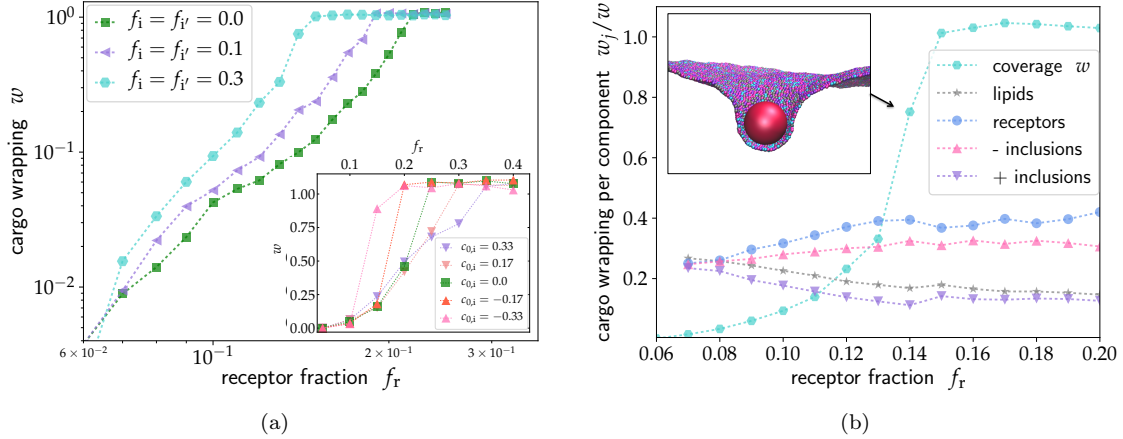 10⁰
10⁻¹
10⁻²
cargo wrapping w
f_i = f_i′ = 0.0
f_i = f_i′ = 0.1
f_i = f_i′ = 0.3
f_r
0.1 0.2 0.3 0.4
1.00
0.75
0.50
0.25
0.00
w
c_0,i = 0.33
c_0,i = 0.17
c_0,i = 0.0
c_0,i = −0.17
c_0,i = −0.33
6 × 10⁻² 10⁻¹ 2 × 10⁻¹ 3 × 10⁻¹
receptor fraction f_r
(a)
cargo wrapping per component w_j/w
1.0
0.8
0.6
0.4
0.2
coverage w
lipids
receptors
- inclusions
+ inclusions
0.06 0.08 0.10 0.12 0.14 0.16 0.18 0.20
receptor fraction f_r
(b)